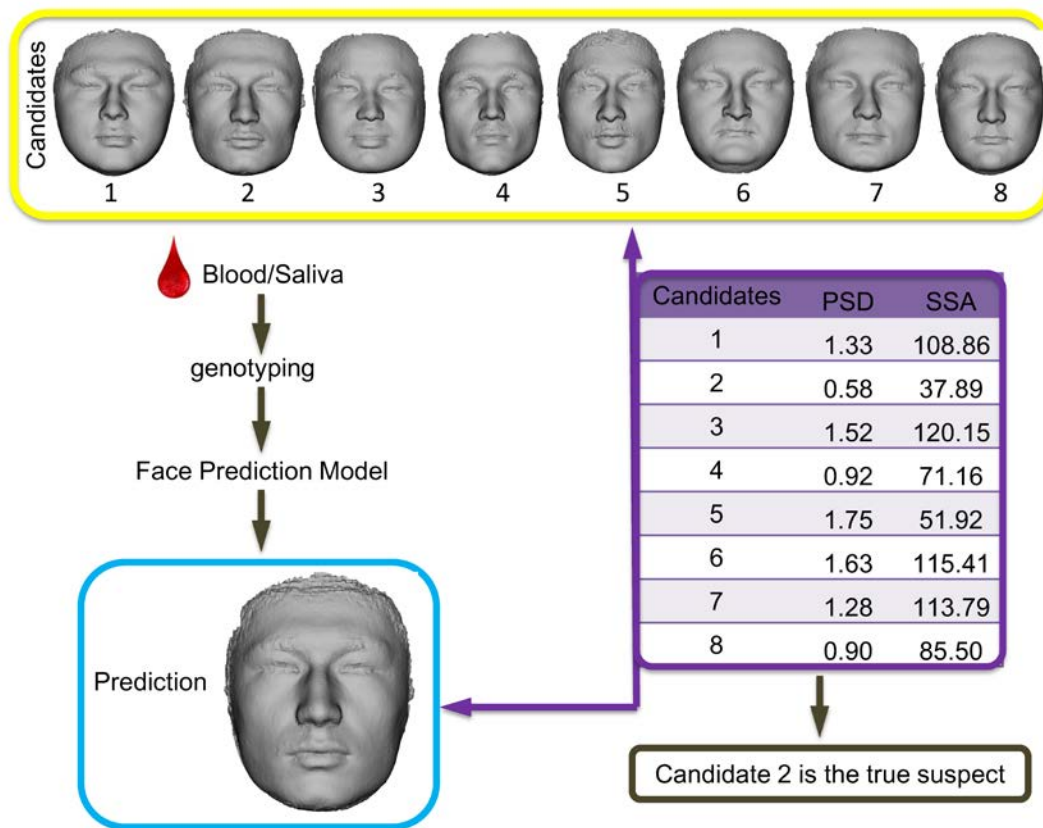 Candidates
1 2 3 4 5 6 7 8
Blood/Saliva
genotyping
Face Prediction Model
Prediction
Candidates PSD SSA
1 1.33 108.86
2 0.58 37.89
3 1.52 120.15
4 0.92 71.16
5 1.75 51.92
6 1.63 115.41
7 1.28 113.79
8 0.90 85.50
Candidate 2 is the true suspect